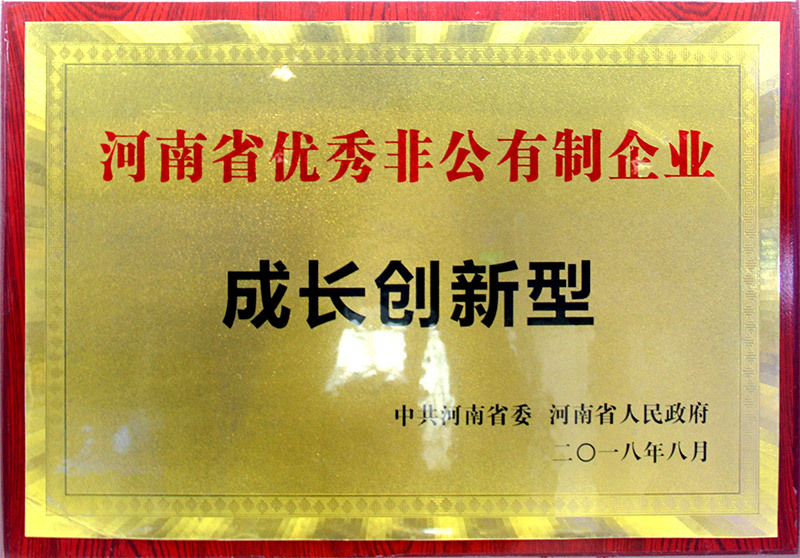 河南省优秀非公有制企业
成长创新型
中共河南省委 河南省人民政府
二〇一八年八月